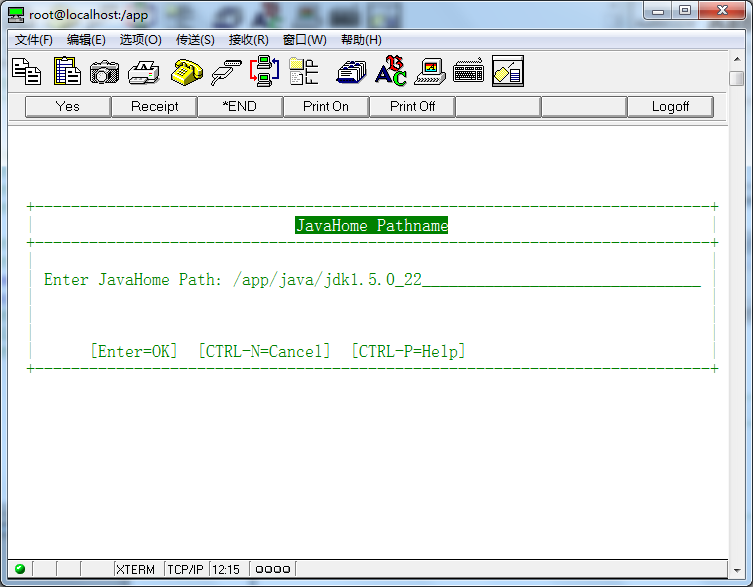 root@localhost:/app
文件(F) 编辑(E) 选项(O) 传送(S) 接收(R) 窗口(W) 帮助(H)
Yes Receipt *END Print On Print Off Logoff
JavaHome Pathname
Enter JavaHome Path: /app/java/jdk1.5.0_22_______________________________
[Enter=OK] [CTRL-N=Cancel] [CTRL-P=Help]
XTERM TCP/IP 12:15